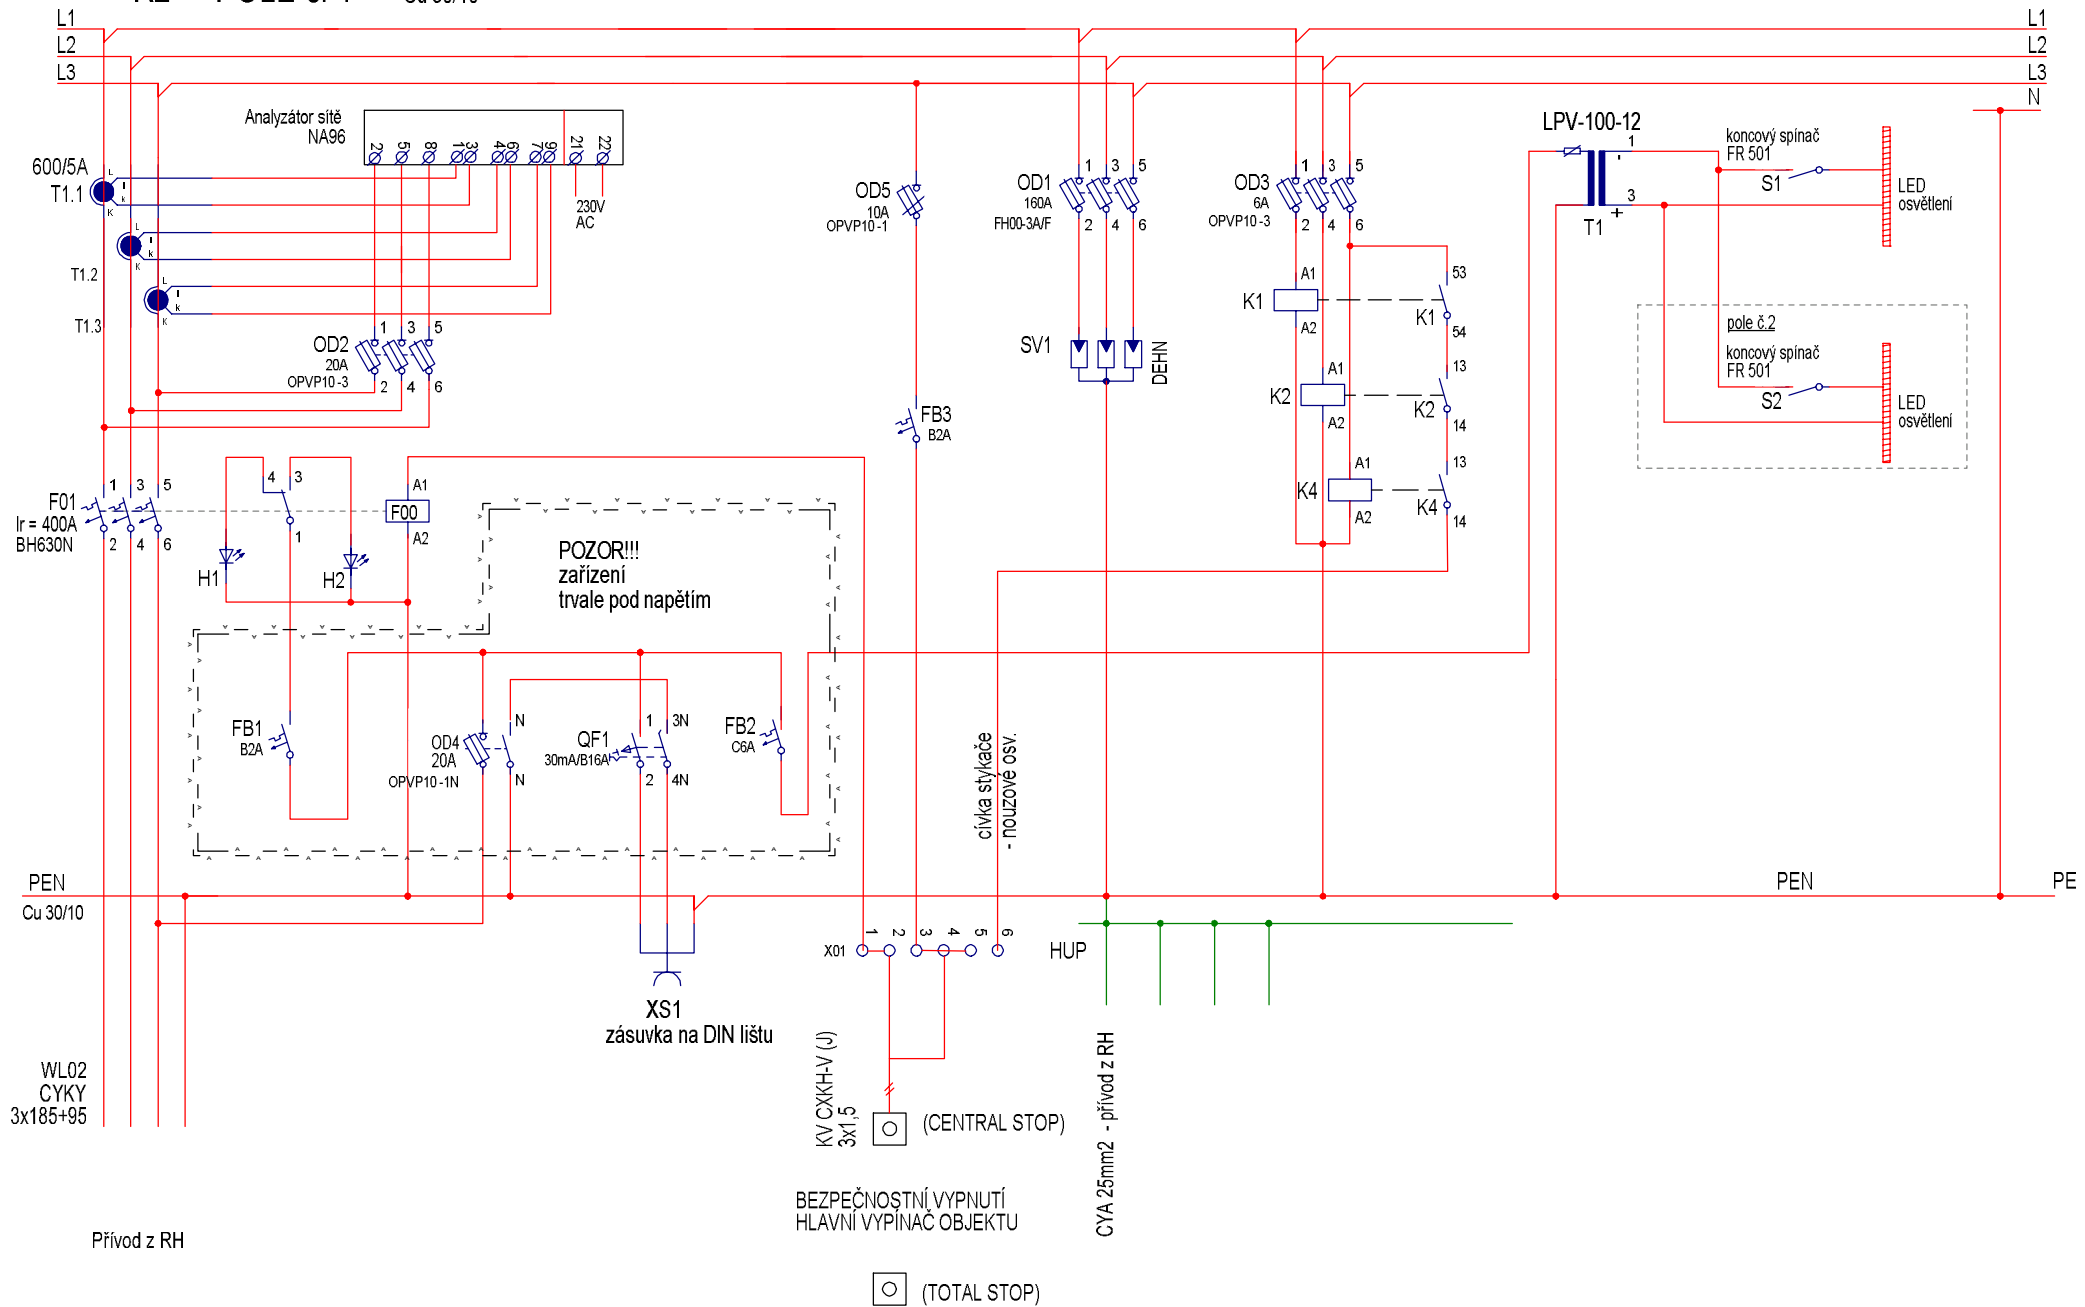 L1
L1
L2
L2
L3
L3
N
Analyzátor sítě
NA96
2
5
8
1
3
4
6
7
9
21
22
230V
AC
600/5A
T1.1
L
l
k
K
T1.2
L
l
k
K
T1.3
L
l
k
K
OD2
20A
OPVP10-3
1
3
5
2
4
6
OD5
10A
OPVP10-1
OD1
160A
FH00-3A/F
1
3
5
2
4
6
OD3
6A
OPVP10-3
1
3
5
2
4
6
LPV-100-12
1
-
3
+
T1
koncový spínač
FR 501
S1
LED
osvětlení
pole č.2
koncový spínač
FR 501
S2
LED
osvětlení
K1
A1
A2
53
K1
54
K2
A1
A2
13
K2
14
K4
A1
A2
13
K4
14
SV1
DEHN
FB3
B2A
F01
Ir = 400A
BH630N
1
3
5
2
4
6
4
3
1
H1
H2
A1
F00
A2
POZOR!!!
zařízení
trvale pod napětím
FB1
B2A
OD4
20A
OPVP10-1N
N
N
QF1
30mA/B16A
1
3N
2
4N
FB2
C6A
cívka stykače
- nouzové osv.
PEN
Cu 30/10
PEN
PE
X01
1
2
3
4
5
6
HUP
XS1
zásuvka na DIN lištu
WL02
CYKY
3x185+95
KV CXKH-V (J)
3x1,5
(CENTRAL STOP)
CYA 25mm2 - přívod z RH
BEZPEČNOSTNÍ VYPNUTÍ
HLAVNÍ VYPÍNAČ OBJEKTU
Přívod z RH
(TOTAL STOP)